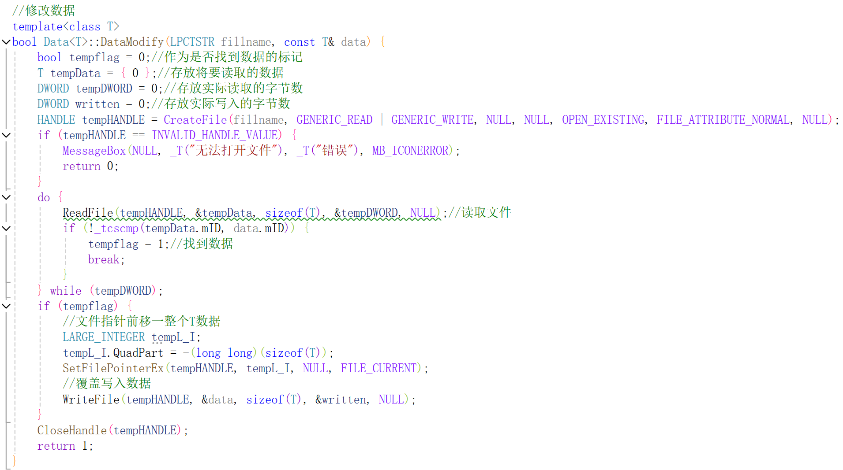 //修改数据
template<class T>
bool Data<T>::DataModify(LPCTSTR fillname, const T& data) {
bool tempflag = 0;//作为是否找到数据的标记
T tempData = { 0 };//存放将要读取的数据
DWORD tempDWORD = 0;//存放实际读取的字节数
DWORD written = 0;//存放实际写入的字节数
HANDLE tempHANDLE = CreateFile(fillname, GENERIC_READ | GENERIC_WRITE, NULL, NULL, OPEN_EXISTING, FILE_ATTRIBUTE_NORMAL, NULL);
if (tempHANDLE == INVALID_HANDLE_VALUE) {
MessageBox(NULL, _T("无法打开文件"), _T("错误"), MB_ICONERROR);
return 0;
}
do {
ReadFile(tempHANDLE, &tempData, sizeof(T), &tempDWORD, NULL);//读取文件
if (!_tcscmp(tempData.mID, data.mID)) {
tempflag = 1;//找到数据
break;
}
} while (tempDWORD);
if (tempflag) {
//文件指针前移一整个T数据
LARGE_INTEGER tempL_I;
tempL_I.QuadPart = -(long long)(sizeof(T));
SetFilePointerEx(tempHANDLE, tempL_I, NULL, FILE_CURRENT);
//覆盖写入数据
WriteFile(tempHANDLE, &data, sizeof(T), &written, NULL);
}
CloseHandle(tempHANDLE);
return 1;
}